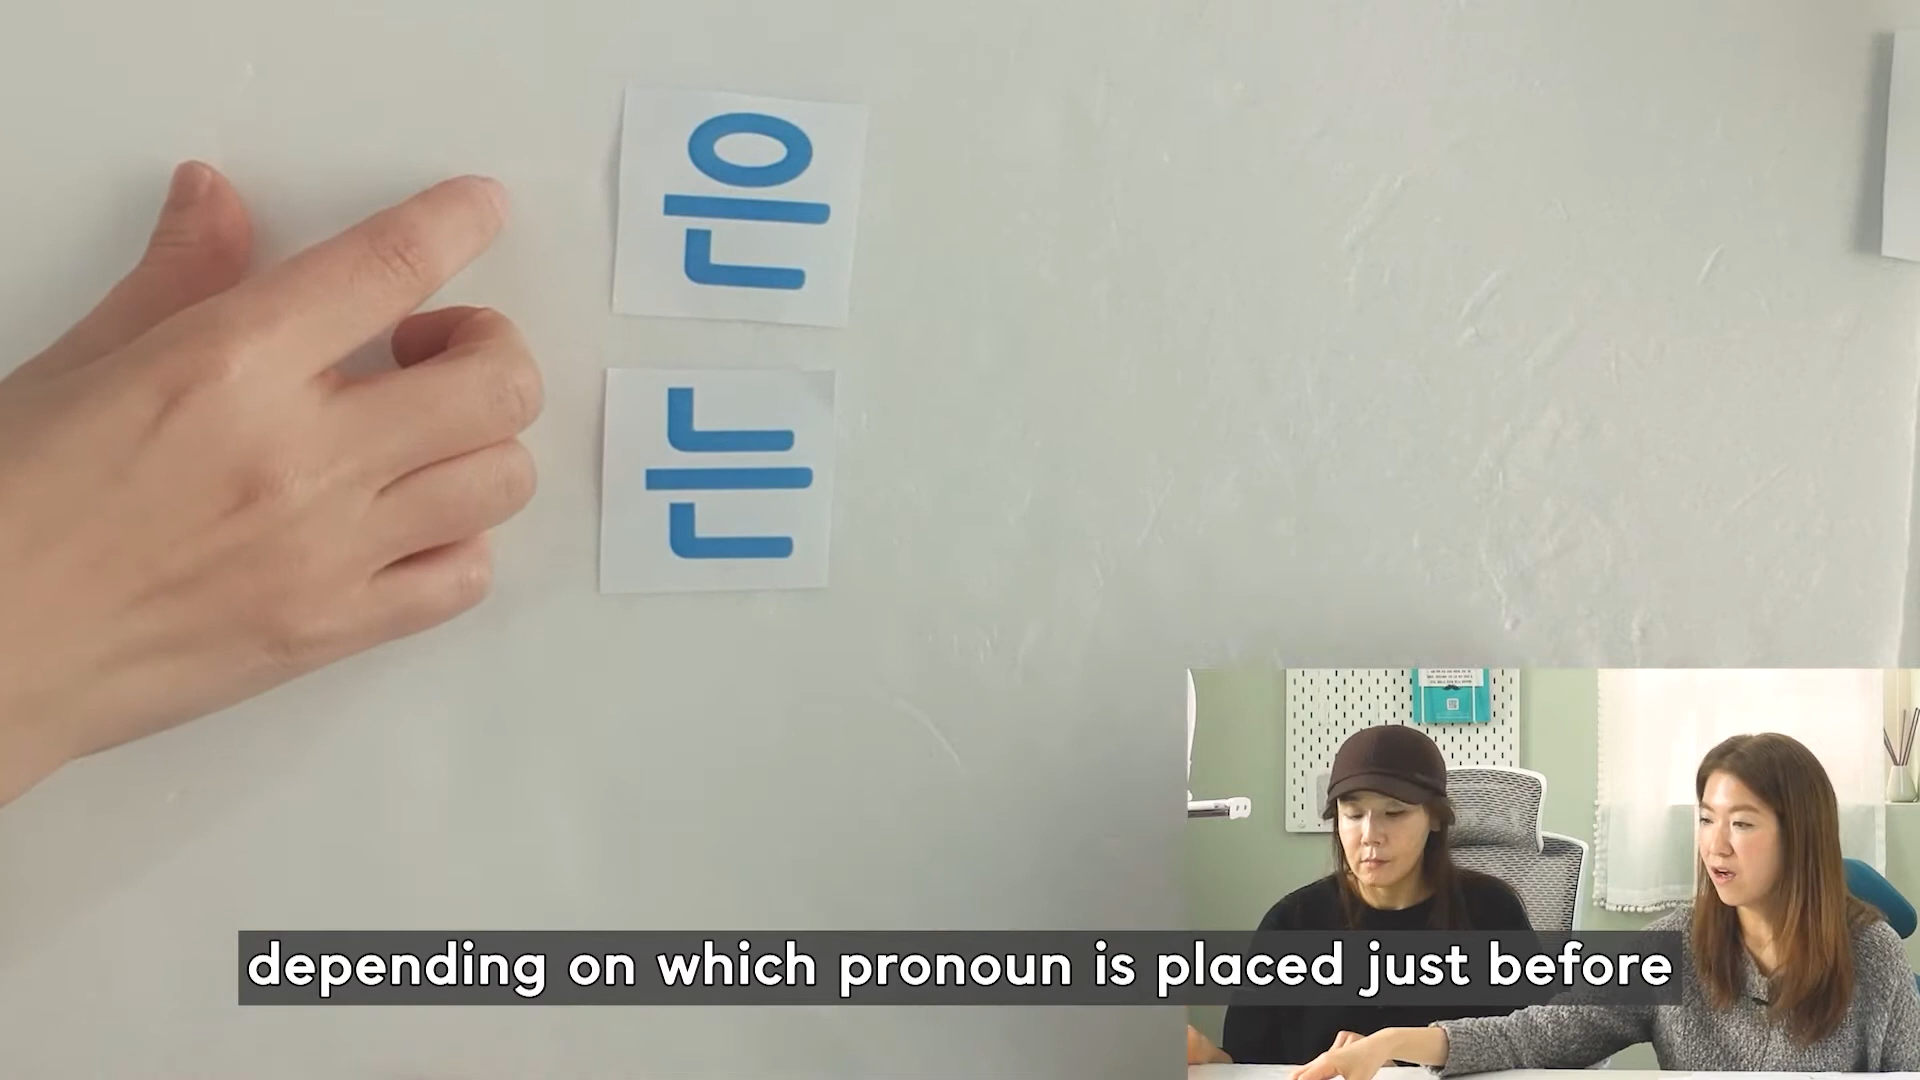 은
는
depending on which pronoun is placed just before